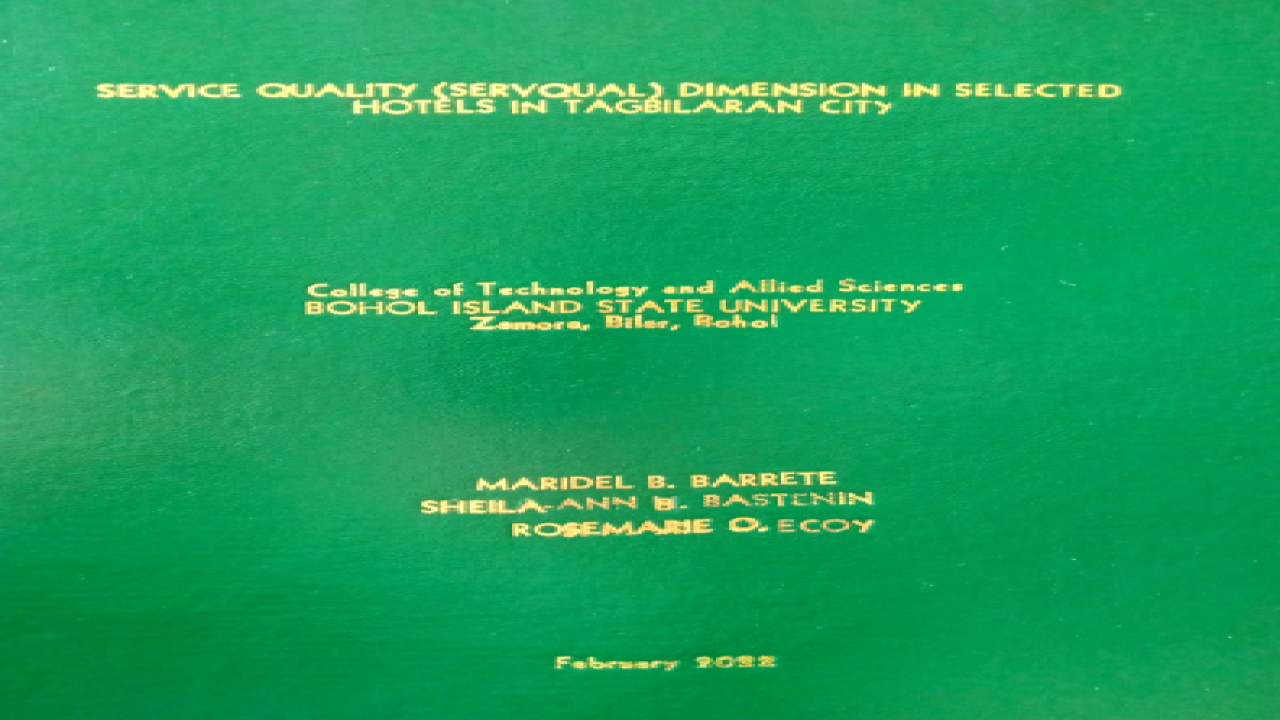 SERVICE QUALITY (SERVQUAL) DIMENSION IN SELECTED
HOTELS IN TAGBILARAN CITY
College of Technology and Allied Sciences
BOHOL ISLAND STATE UNIVERSITY
Zamora, Bilar, Bohol
MARIDEL B. BARRETE
SHEILA-ANN B.
ROSEMARIE O. ECOY
February 2022